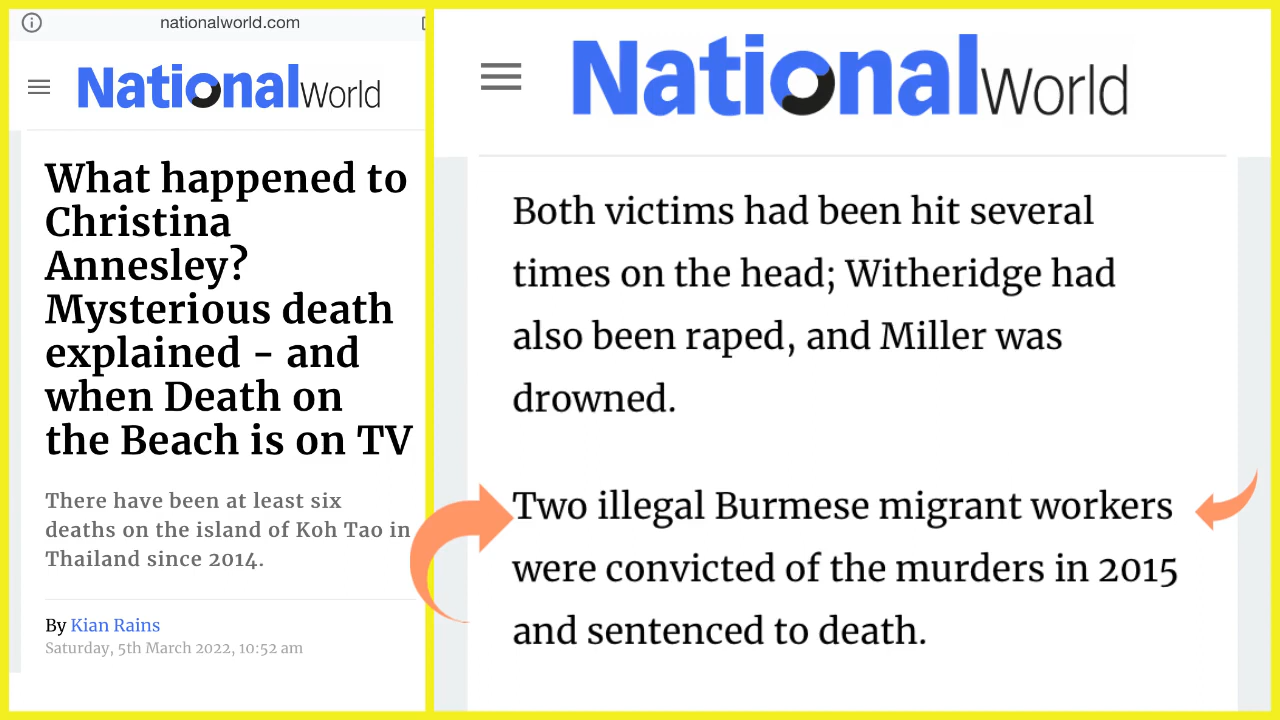 nationalworld.com
NationalWorld
What happened to
Christina
Annesley?
Mysterious death
explained - and
when Death on
the Beach is on TV
There have been at least six
deaths on the island of Koh Tao in
Thailand since 2014.
By Kian Rains
Saturday, 5th March 2022, 10:52 am
NationalWorld
Both victims had been hit several
times on the head; Witheridge had
also been raped, and Miller was
drowned.
Two illegal Burmese migrant workers
were convicted of the murders in 2015
and sentenced to death.